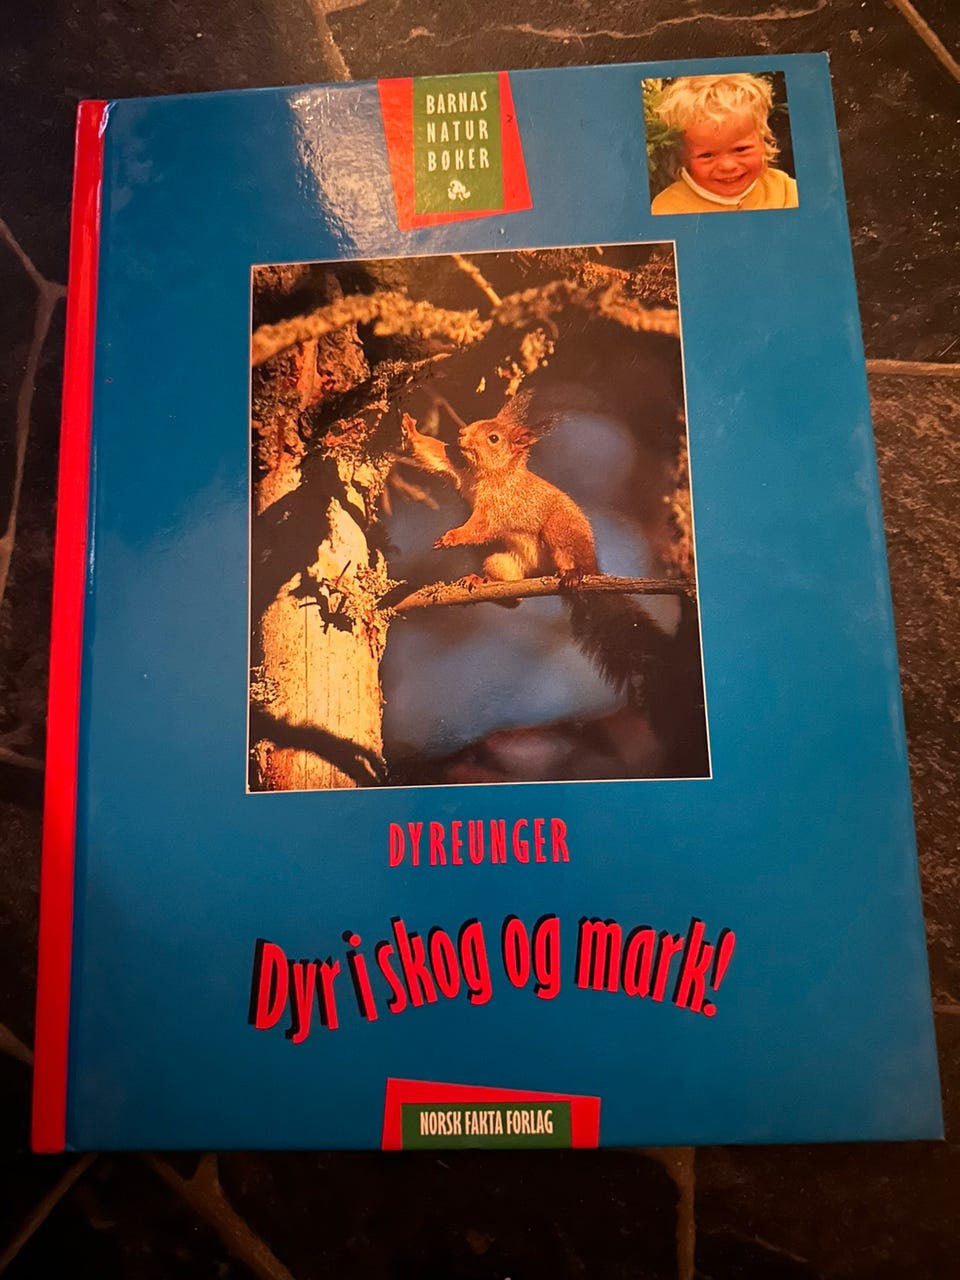 BARNAS
NATUR
BØKER
DYREUNGER
Dyr i skog og mark!
NORSK FAKTA FORLAG